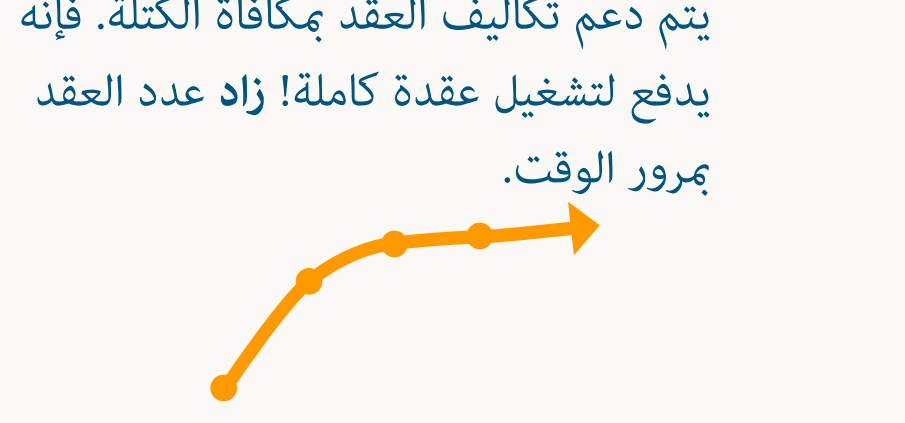 يتم دعم تكاليف العقد بمكافأة الكتلة. فإنه
يدفع لتشغيل عقدة كاملة! زاد عدد العقد
بمرور الوقت.